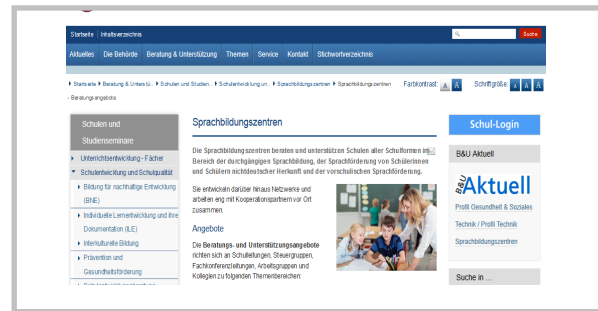 Startseite Inhaltsverzeichnis
Suche
Aktuelles Die Behörde Beratung & Unterstützung Themen Service Kontakt Stichwortverzeichnis
Startseite Beratung & Unterstü... Schulen und Studien... Schulentwicklung un... Sprachbildungszentren Sprachbildungszentren
- Beratungsangebote
Farbkontrast: A A Schriftgröße: A A A
Schulen und
Studienseminare
Unterrichtsentwicklung - Fächer
Schulentwicklung und Schulqualität
Bildung für nachhaltige Entwicklung
(BNE)
Individuelle Lernentwicklung und ihre
Dokumentation (ILE)
Interkulturelle Bildung
Prävention und
Gesundheitsförderung
Sprachbildungszentren
Die Sprachbildungszentren beraten und unterstützen Schulen aller Schulformen im
Bereich der durchgängigen Sprachbildung, der Sprachförderung von Schülerinnen
und Schülern nichtdeutscher Herkunft und der vorschulischen Sprachförderung.
Sie entwickeln darüber hinaus Netzwerke und
arbeiten eng mit Kooperationspartnern vor Ort
zusammen.
Angebote
Die Beratungs- und Unterstützungsangebote
richten sich an Schulleitungen, Steuergruppen,
Fachkonferenzleitungen, Arbeitsgruppen und
Kollegien zu folgenden Themenbereichen:
Schul-Login
B&U Aktuell
B&U Aktuell
Profil Gesundheit & Soziales
Technik / Profil Technik
Sprachbildungszentren
Suche in ...